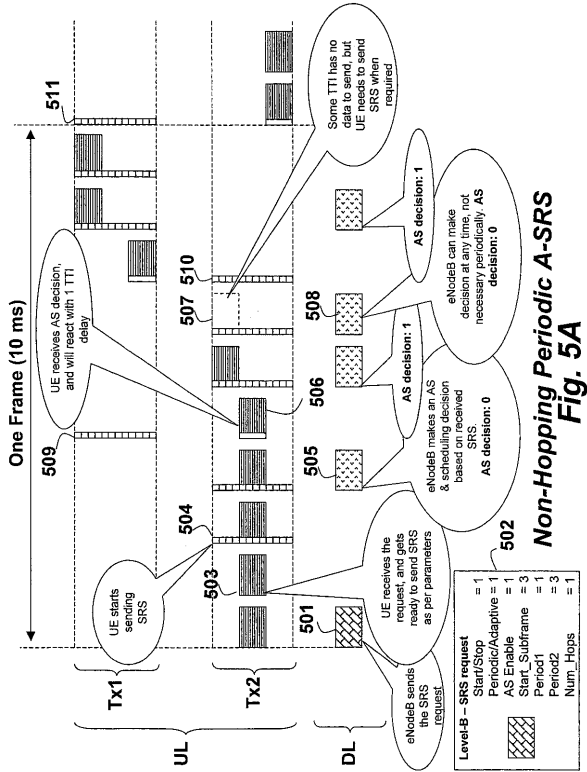 One Frame (10 ms)
511
509
UE receives AS decision,
and will react with 1 TTI
delay
UE starts
sending
SRS
Tx1
UL
Tx2
504
503
506
507
510
Some TTI has no
data to send, but
UE needs to send
SRS when
required
DL
501
505
508
eNodeB sends
the SRS
request
UE receives the
request, and gets
ready to send SRS
as per parameters
eNodeB makes an AS
& scheduling decision
based on received
SRS.
AS decision: 0
AS decision: 1
eNodeB can make
decision at any time, not
necessary periodically. AS
decision: 0
AS decision: 1
502
Level-B – SRS request
Start/Stop = 1
Periodic/Adaptive = 1
AS Enable = 1
Start_Subframe = 3
Period1 = 1
Period2 = 3
Num_Hops = 1
Non-Hopping Periodic A-SRS
Fig. 5A